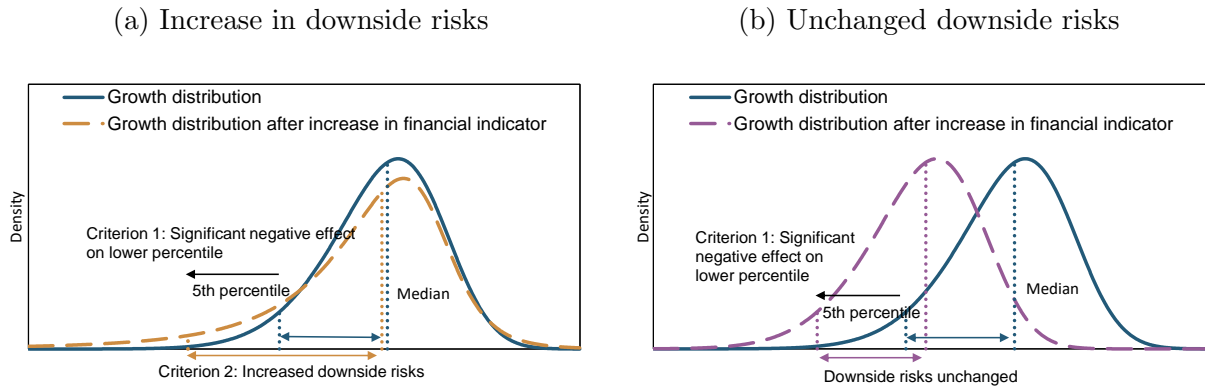 (a) Increase in downside risks
Growth distribution
Growth distribution after increase in financial indicator
Density
Criterion 1: Significant negative effect
on lower percentile
5th percentile
Median
Criterion 2: Increased downside risks
(b) Unchanged downside risks
Growth distribution
Growth distribution after increase in financial indicator
Density
Criterion 1: Significant
negative effect on
lower percentile
5th percentile
Median
Downside risks unchanged